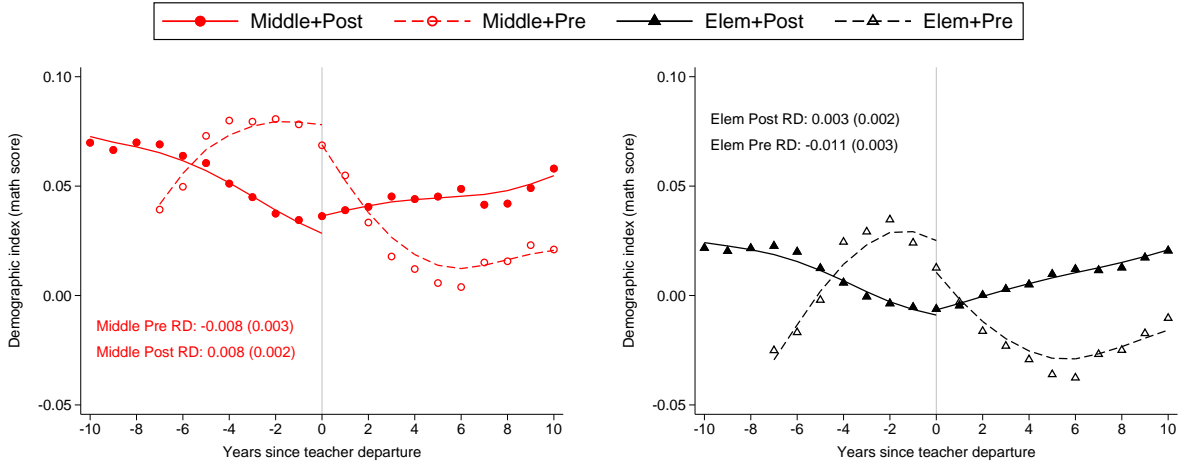 Middle+Post Middle+Pre Elem+Post Elem+Pre
Demographic index (math score)
0.10
0.05
0.00
-0.05
Middle Pre RD: -0.008 (0.003)
Middle Post RD: 0.008 (0.002)
-10 -8 -6 -4 -2 0 2 4 6 8 10
Years since teacher departure
Demographic index (math score)
0.10
0.05
0.00
-0.05
Elem Post RD: 0.003 (0.002)
Elem Pre RD: -0.011 (0.003)
-10 -8 -6 -4 -2 0 2 4 6 8 10
Years since teacher departure